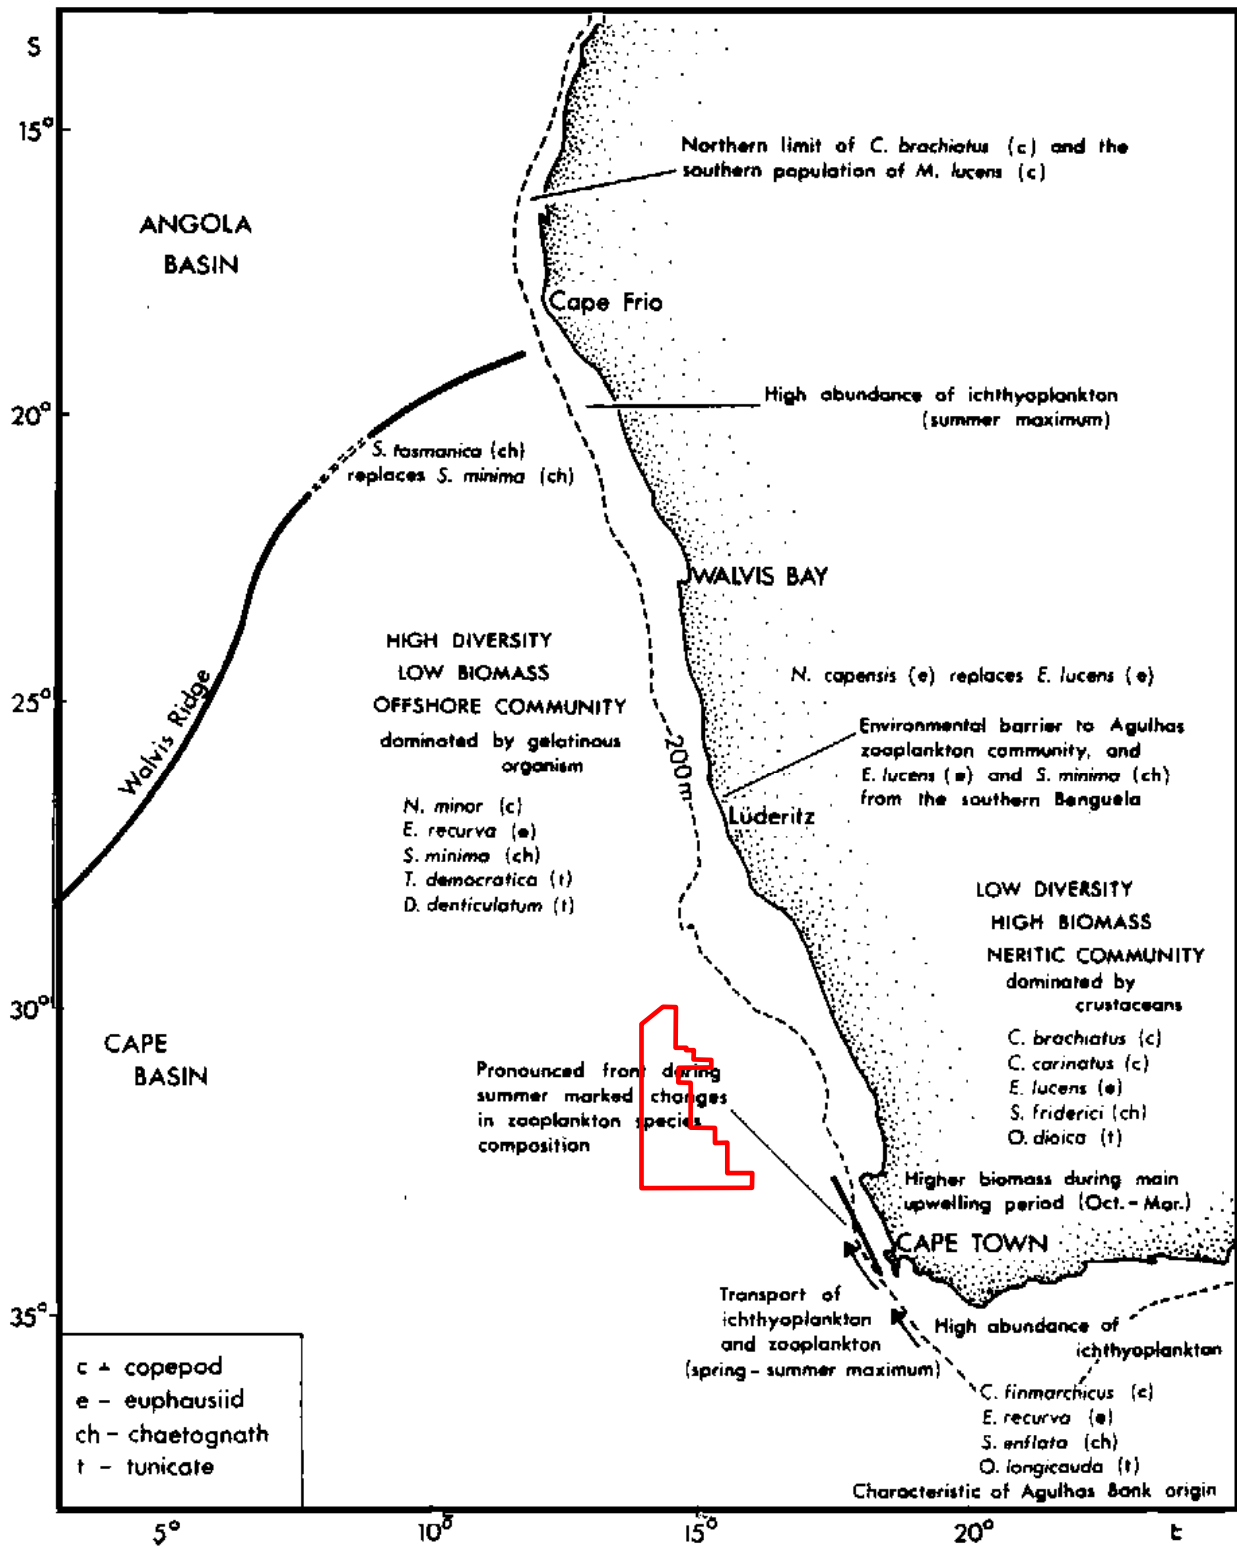 S
15°
20°
25°
30°
35°
ANGOLA
BASIN
Northern limit of C. brachiatus (c) and the
southern population of M. lucens (c)
Cape Frio
High abundance of ichthyoplankton
(summer maximum)
S. tasmanica (ch)
replaces S. minima (ch)
WALVIS BAY
Walvis Ridge
HIGH DIVERSITY
LOW BIOMASS
OFFSHORE COMMUNITY
dominated by gelatinous
organism
N. minor (c)
E. recurva (e)
S. minima (ch)
T. democratica (t)
D. denticulatum (t)
200m
N. capensis (e) replaces E. lucens (e)
Environmental barrier to Agulhas
zooplankton community, and
E. lucens (e) and S. minima (ch)
from the southern Benguela
Lüderitz
LOW DIVERSITY
HIGH BIOMASS
NERITIC COMMUNITY
dominated by
crustaceans
C. brachiatus (c)
C. carinatus (c)
E. lucens (e)
S. friderici (ch)
O. dioica (t)
CAPE
BASIN
Pronounced front during
summer marked changes
in zooplankton species
composition
Higher biomass during main
upwelling period (Oct.-Mar.)
CAPE TOWN
Transport of
ichthyoplankton
and zooplankton
(spring-summer maximum)
High abundance of
ichthyoplankton
C. finmarchicus (c)
E. recurva (e)
S. enflata (ch)
O. longicauda (t)
Characteristic of Agulhas Bank origin
c - copepod
e - euphausiid
ch - chaetognath
t - tunicate
5° 10° 15° 20° E